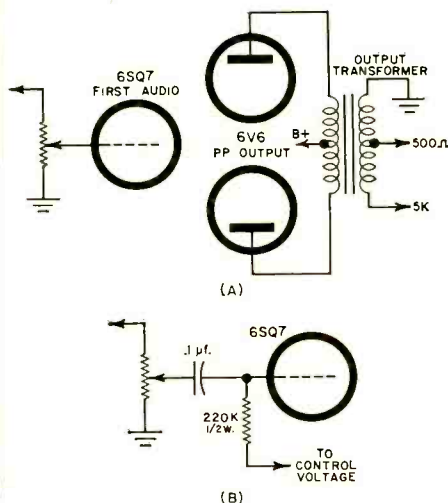 6SQ7
FIRST AUDIO
6V6
PP OUTPUT
B+
OUTPUT
TRANSFORMER
500Ω
5K
(A)
.1 µf.
6SQ7
220K
1/2W.
TO
CONTROL
VOLTAGE
(B)